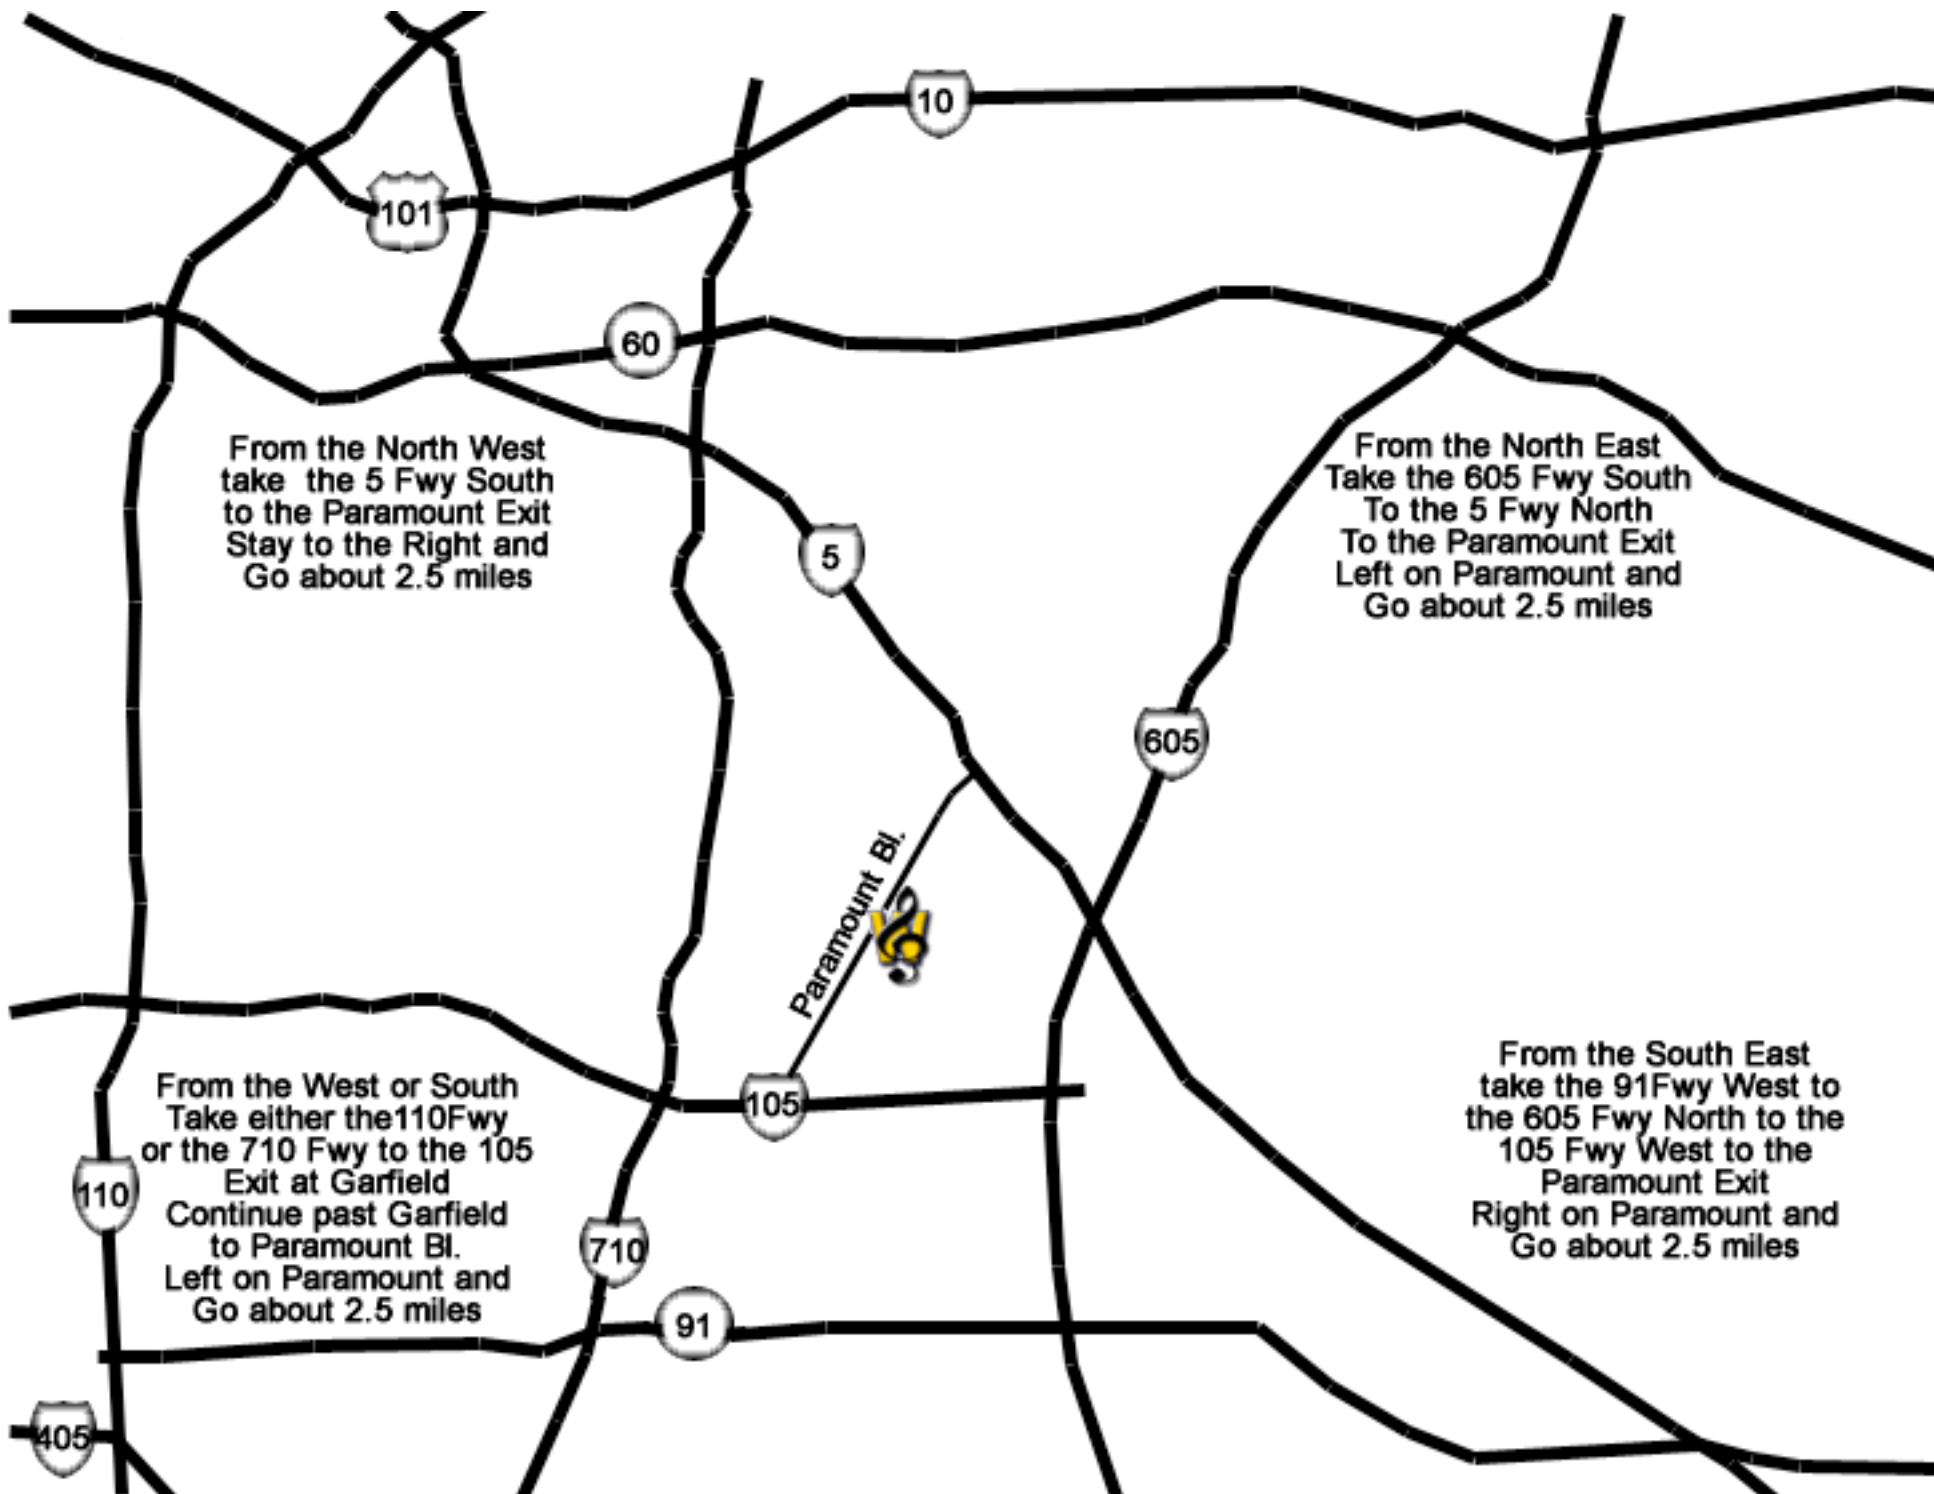 10
101
60
From the North West
take the 5 Fwy South
to the Paramount Exit
Stay to the Right and
Go about 2.5 miles
From the North East
Take the 605 Fwy South
To the 5 Fwy North
To the Paramount Exit
Left on Paramount and
Go about 2.5 miles
5
605
Paramount Bl.
W
From the West or South
Take either the110Fwy
or the 710 Fwy to the 105
Exit at Garfield
Continue past Garfield
to Paramount Bl.
Left on Paramount and
Go about 2.5 miles
105
From the South East
take the 91Fwy West to
the 605 Fwy North to the
105 Fwy West to the
Paramount Exit
Right on Paramount and
Go about 2.5 miles
110
710
91
405